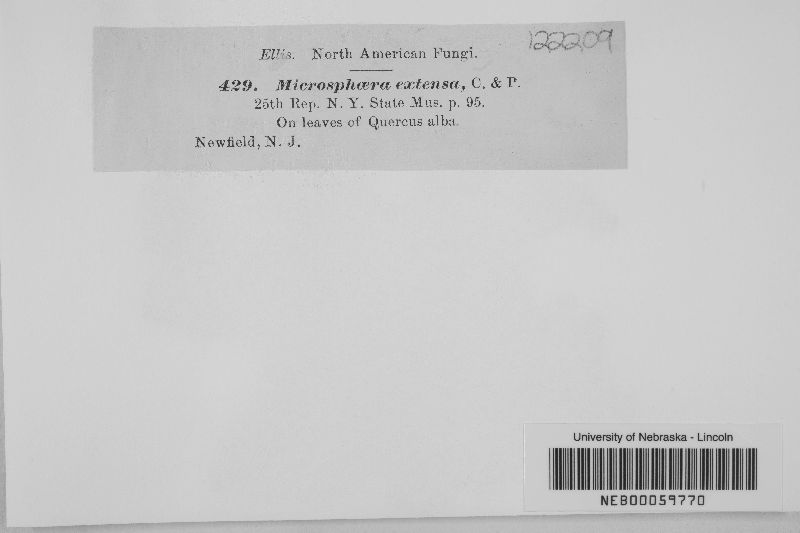 Ellis. North American Fungi.
122209
429. Microsphæra extensa, C. & P.
25th Rep. N. Y. State Mus. p. 95.
On leaves of Quercus alba.
Newfield, N. J.
University of Nebraska - Lincoln
NEB00059770